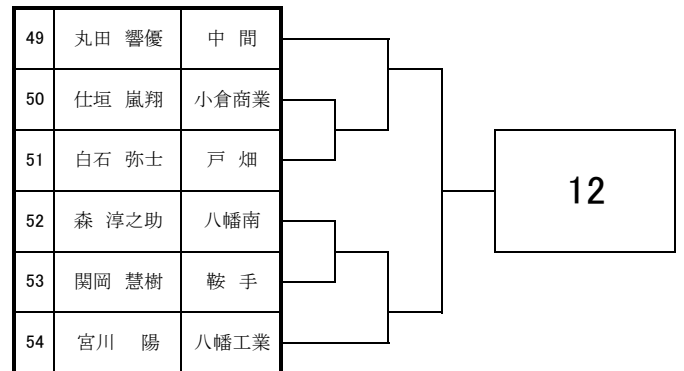 49 丸田 響優 中 間
50 仕垣 嵐翔 小倉商業
51 白石 弥士 戸 畑
52 森 淳之助 八幡南
53 関岡 慧樹 鞍 手
54 宮川 陽 八幡工業
12